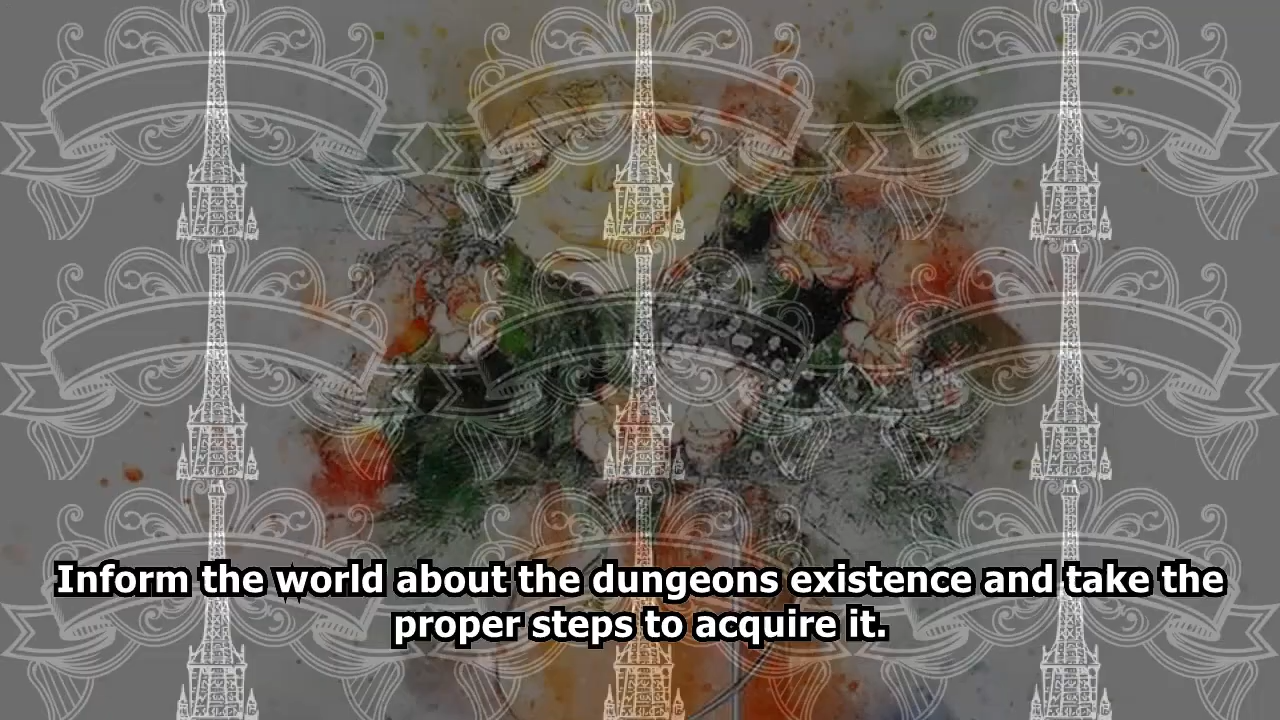 Inform the world about the dungeons existence and take the
proper steps to acquire it.